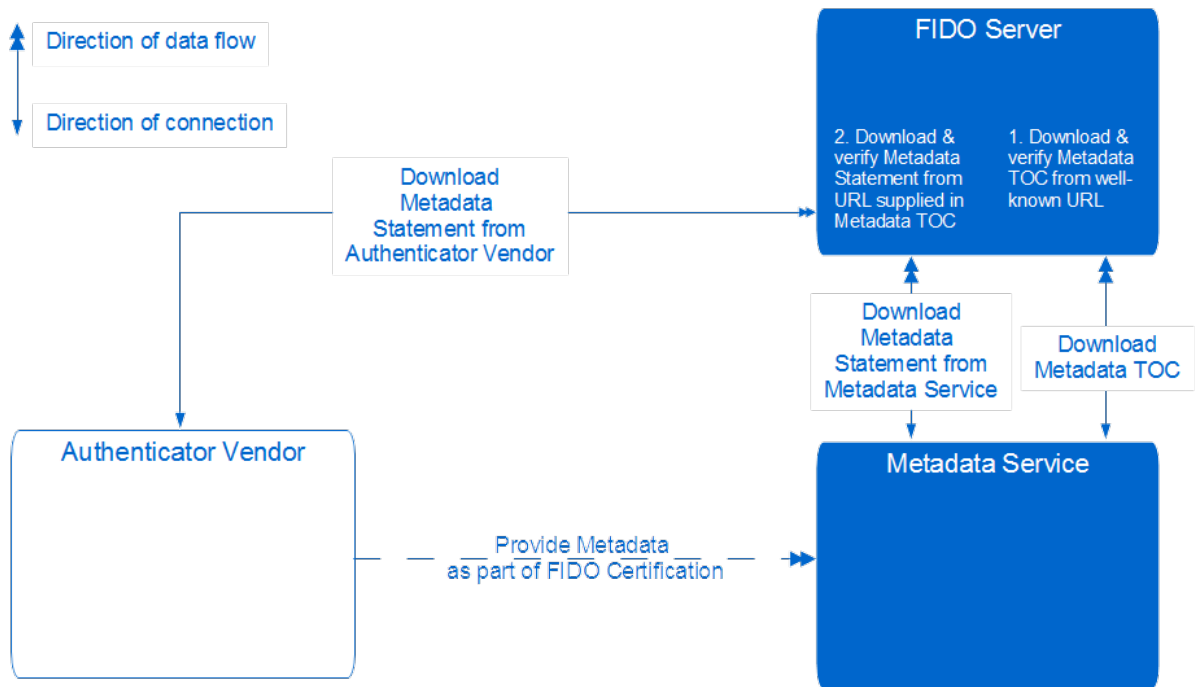 Direction of data flow
Direction of connection
FIDO Server
2. Download &
verify Metadata
Statement from
URL supplied in
Metadata TOC
1. Download &
verify Metadata
TOC from well-
known URL
Download
Metadata
Statement from
Authenticator Vendor
Download
Metadata
Statement from
Metadata Service
Download
Metadata TOC
Authenticator Vendor
Metadata Service
Provide Metadata
as part of FIDO Certification